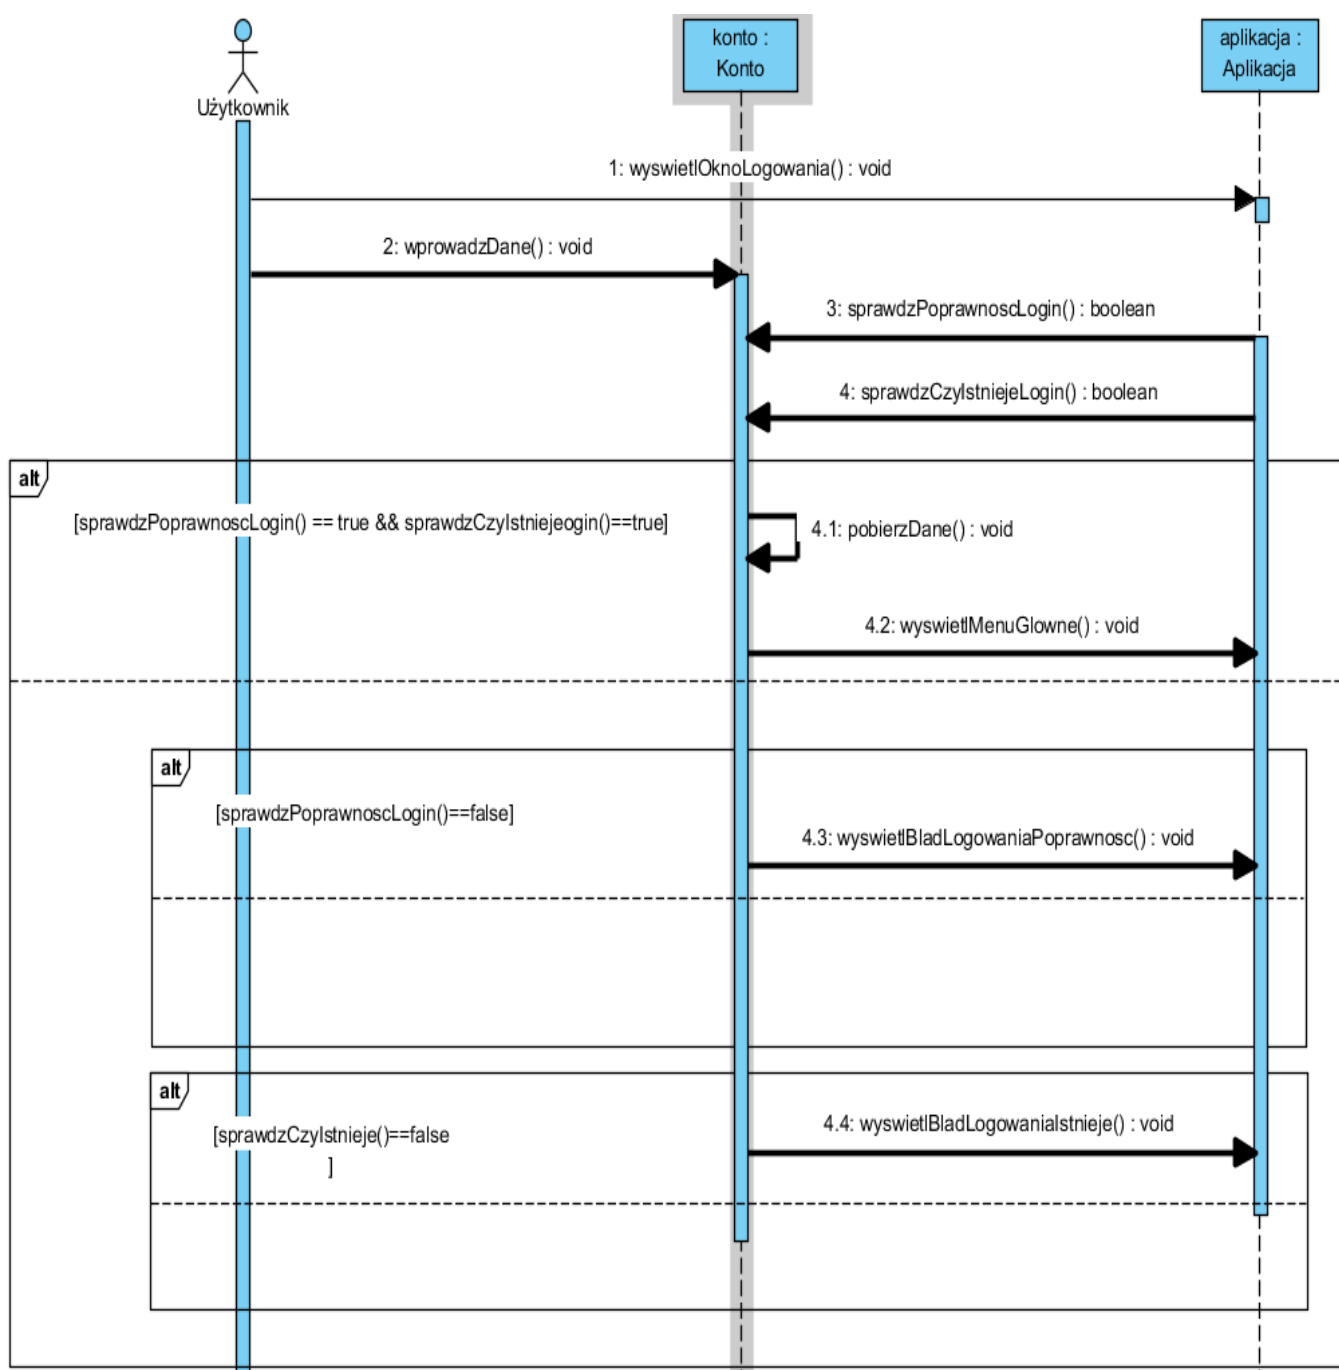 konto :
Konto
aplikacja :
Aplikacja
Użytkownik
1: wyswietlOknoLogowania() : void
2: wprowadzDane() : void
3: sprawdzPoprawnoscLogin() : boolean
4: sprawdzCzyIstniejeLogin() : boolean
alt
[sprawdzPoprawnoscLogin() == true && sprawdzCzyIstniejeogin()==true]
4.1: pobierzDane() : void
4.2: wyswietlMenuGlowne() : void
alt
[sprawdzPoprawnoscLogin()==false]
4.3: wyswietlBladLogowaniaPoprawnosc() : void
alt
4.4: wyswietlBladLogowaniaIstnieje() : void
[sprawdzCzyIstnieje()==false
]